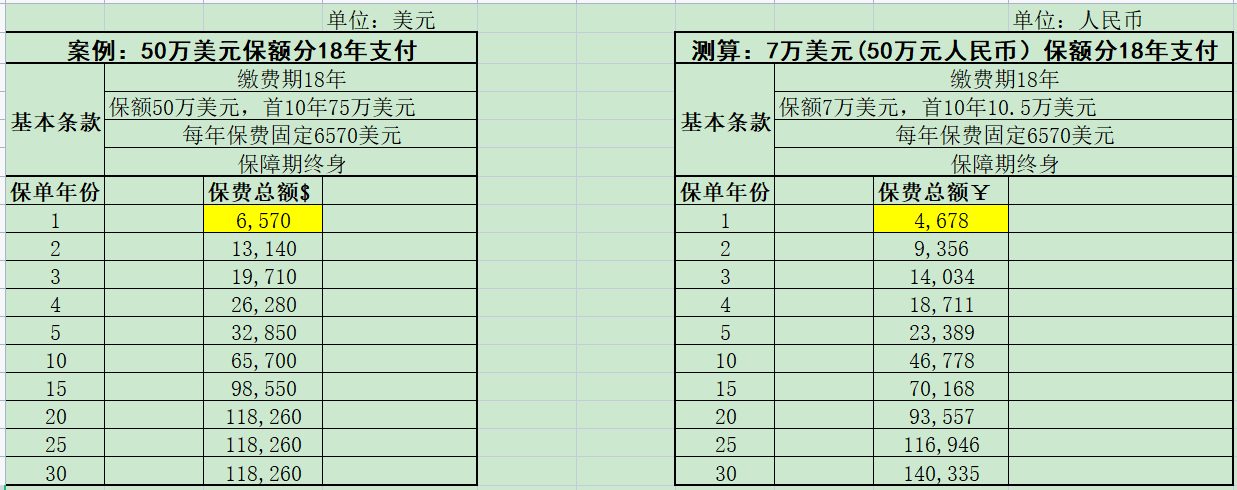 单位：美元
案例：50万美元保额分18年支付
基本条款
缴费期18年
保额50万美元，首10年75万美元
每年保费固定6570美元
保障期终身
保单年份 保费总额$
1 6,570
2 13,140
3 19,710
4 26,280
5 32,850
10 65,700
15 98,550
20 118,260
25 118,260
30 118,260
单位：人民币
测算：7万美元(50万元人民币）保额分18年支付
基本条款
缴费期18年
保额7万美元，首10年10.5万美元
每年保费固定6570美元
保障期终身
保单年份 保费总额￥
1 4,678
2 9,356
3 14,034
4 18,711
5 23,389
10 46,778
15 70,168
20 93,557
25 116,946
30 140,335